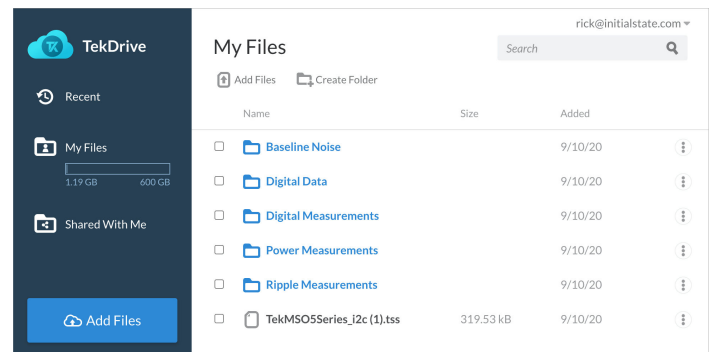 TK TekDrive
Recent
My Files
1.19 GB 600 GB
Shared With Me
Add Files
rick@initialstate.com
My Files
Search
Add Files Create Folder
Name Size Added
Baseline Noise 9/10/20
Digital Data 9/10/20
Digital Measurements 9/10/20
Power Measurements 9/10/20
Ripple Measurements 9/10/20
TekMSO5Series_i2c (1).tss 319.53 kB 9/10/20